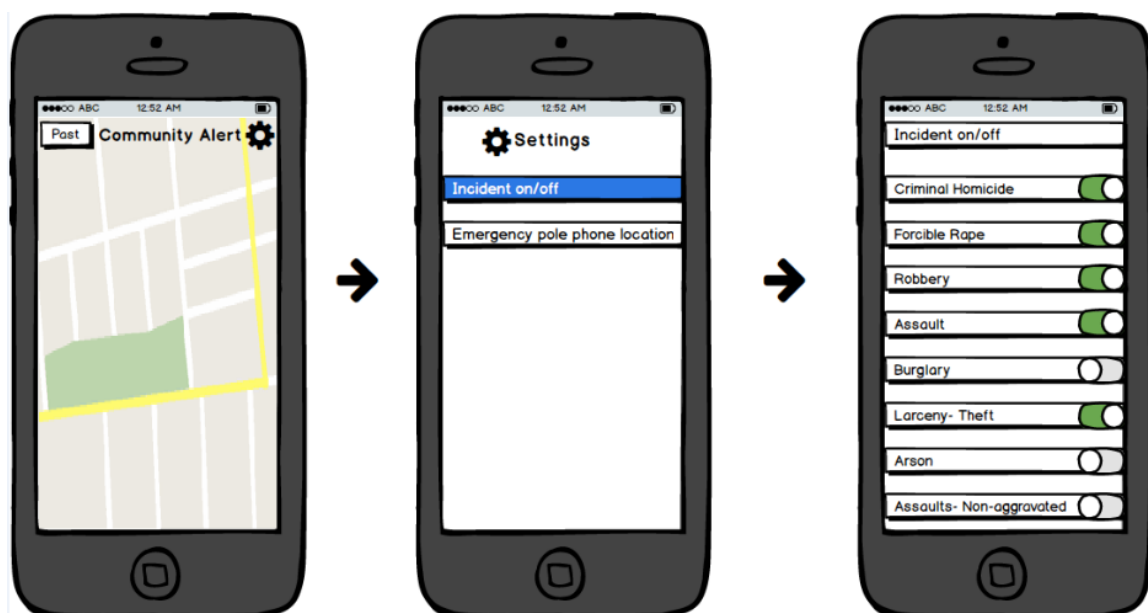 ABC 12:52 AM
Past Community Alert
ABC 12:52 AM
Settings
Incident on/off
Emergency pole phone location
ABC 12:52 AM
Incident on/off
Criminal Homicide
Forcible Rape
Robbery
Assault
Burglary
Larceny- Theft
Arson
Assaults- Non-aggravated